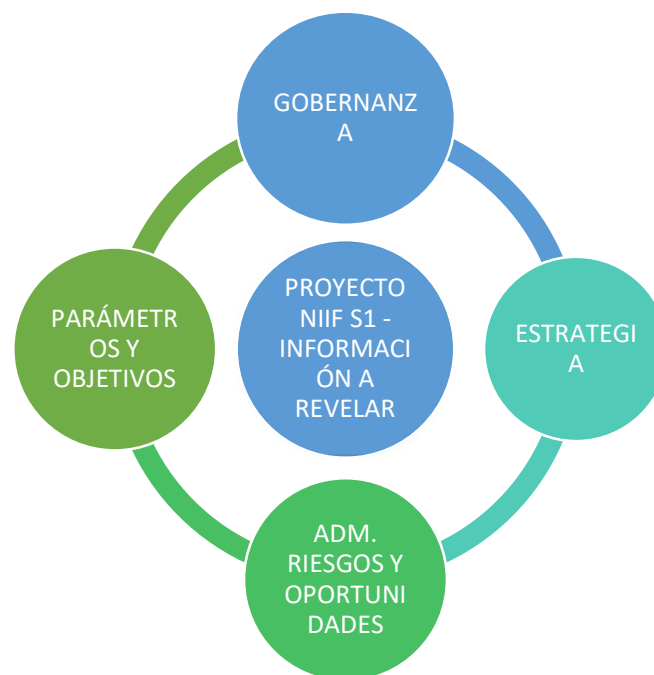 GOBERNANZ
A
PROYECTO
NIIF S1 -
INFORMACI
ÓN A
REVELAR
PARÁMETR
OS Y
OBJETIVOS
ESTRATEGI
A
ADM.
RIESGOS Y
OPORTUNI
DADES